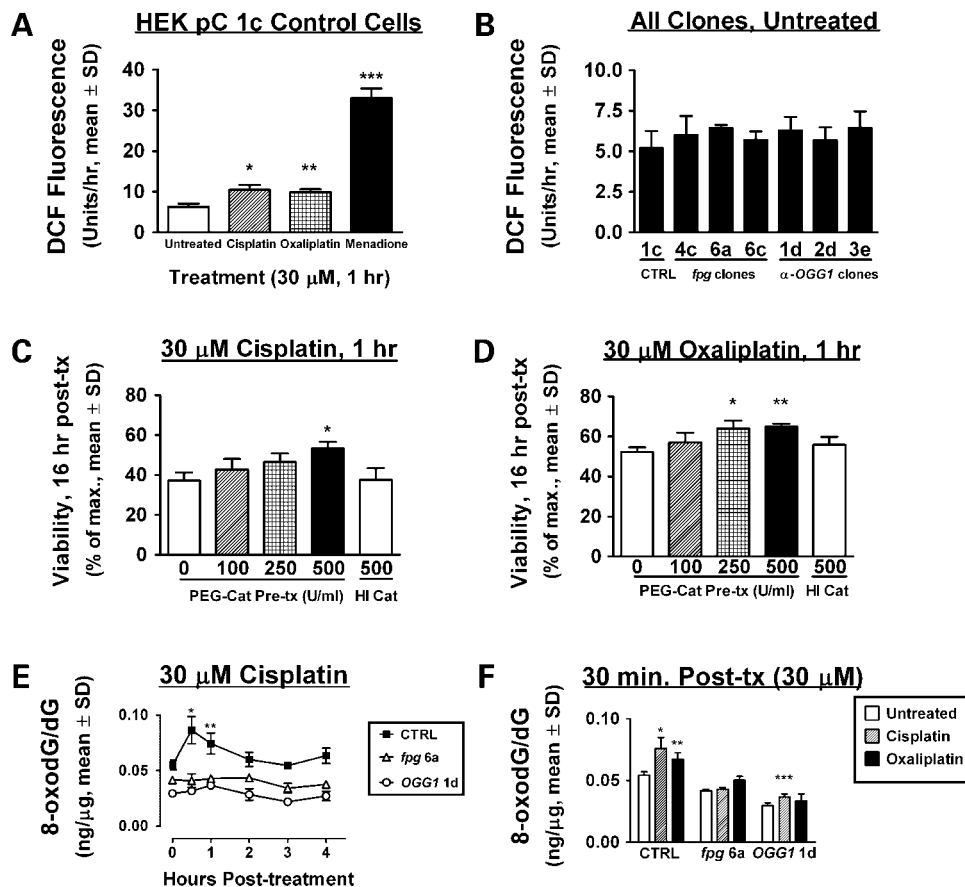 A
HEK pC 1c Control Cells
DCF Fluorescence
(Units/hr, mean ± SD)
40
30
20
10
0
*
**
***
Untreated Cisplatin Oxaliplatin Menadione
Treatment (30 µM, 1 hr)
B
All Clones, Untreated
DCF Fluorescence
(Units/hr, mean ± SD)
10.0
7.5
5.0
2.5
0.0
1c 4c 6a 6c 1d 2d 3e
CTRL fpg clones α-OGG1 clones
C
30 µM Cisplatin, 1 hr
Viability, 16 hr post-tx
(% of max., mean ± SD)
80
60
40
20
0
*
0 100 250 500 500
PEG-Cat Pre-tx (U/ml) HI Cat
D
30 µM Oxaliplatin, 1 hr
Viability, 16 hr post-tx
(% of max., mean ± SD)
80
60
40
20
0
*
**
0 100 250 500 500
PEG-Cat Pre-tx (U/ml) HI Cat
E
30 µM Cisplatin
8-oxodG/dG
(ng/µg, mean ± SD)
0.10
0.05
0.00
*
**
0 1 2 3 4
Hours Post-treatment
CTRL
fpg 6a
OGG1 1d
F
30 min. Post-tx (30 µM)
8-oxodG/dG
(ng/µg, mean ± SD)
0.10
0.05
0.00
*
**
***
CTRL fpg 6a OGG1 1d
Untreated
Cisplatin
Oxaliplatin